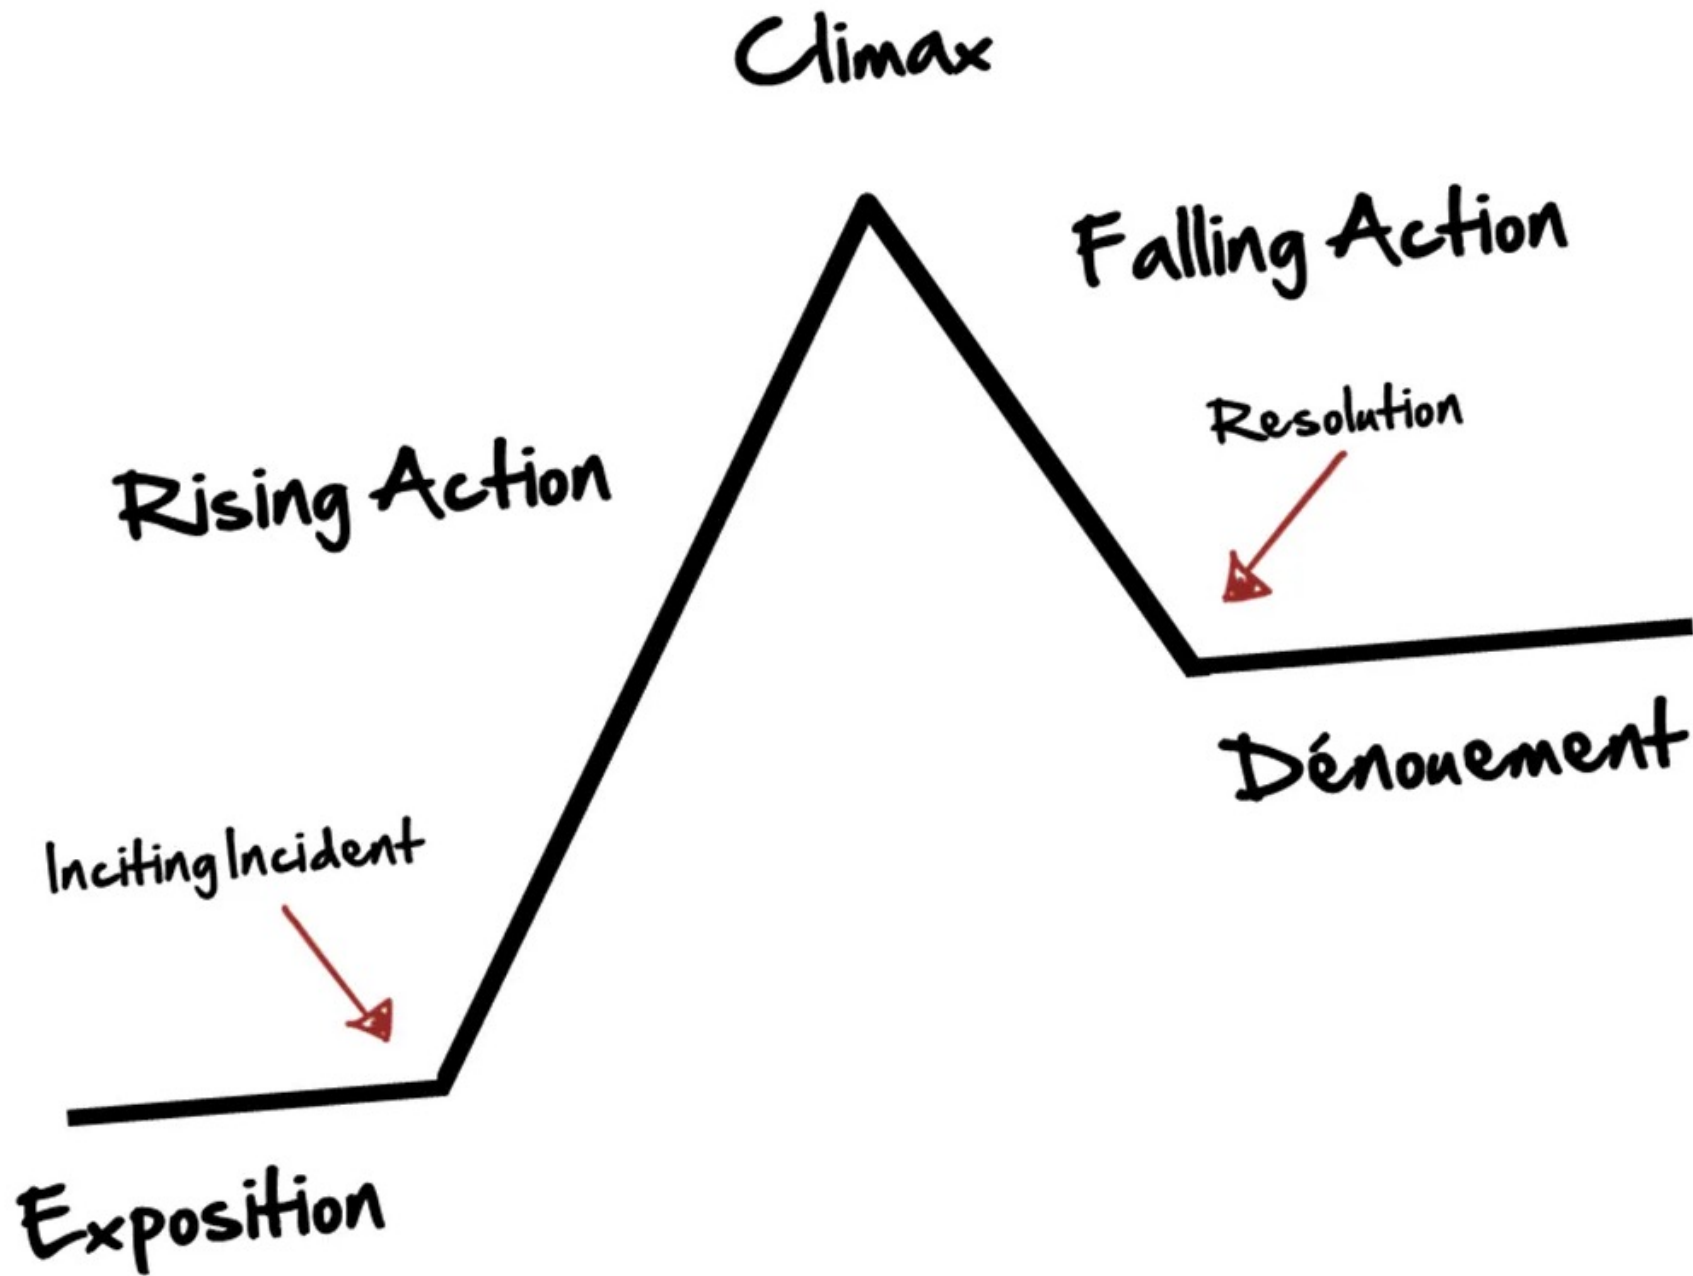 Climax
Falling Action
Resolution
Rising Action
Dénouement
Inciting Incident
Exposition